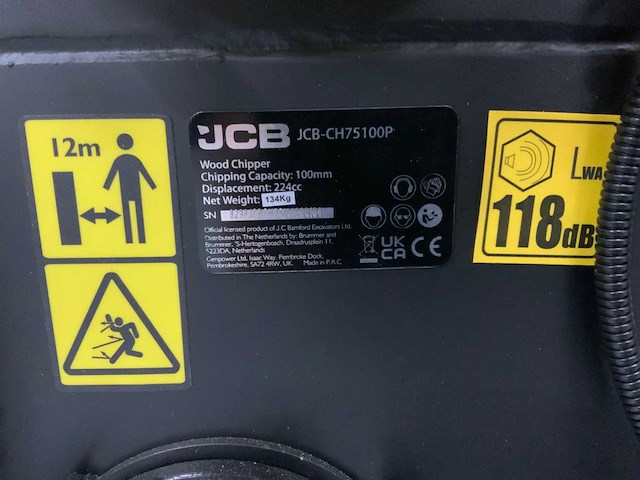 12m
JCB JCB-CH75100P
Wood Chipper
Chipping Capacity: 100mm
Displacement: 224cc
Net Weight: 134Kg
SN
Official licensed product of J.C Bamford Excavators Ltd.
Distributed in The Netherlands by: Brummer and
Brummer, 'S-Hertogenbosch, Draadrusplein 11,
5223DA, Netherlands
Genpower Ltd, Isaac Way, Pembroke Dock,
Pembrokeshire, SA72 4RW, UK. Made in P.R.C
UK
CA CE
LWA
118dB